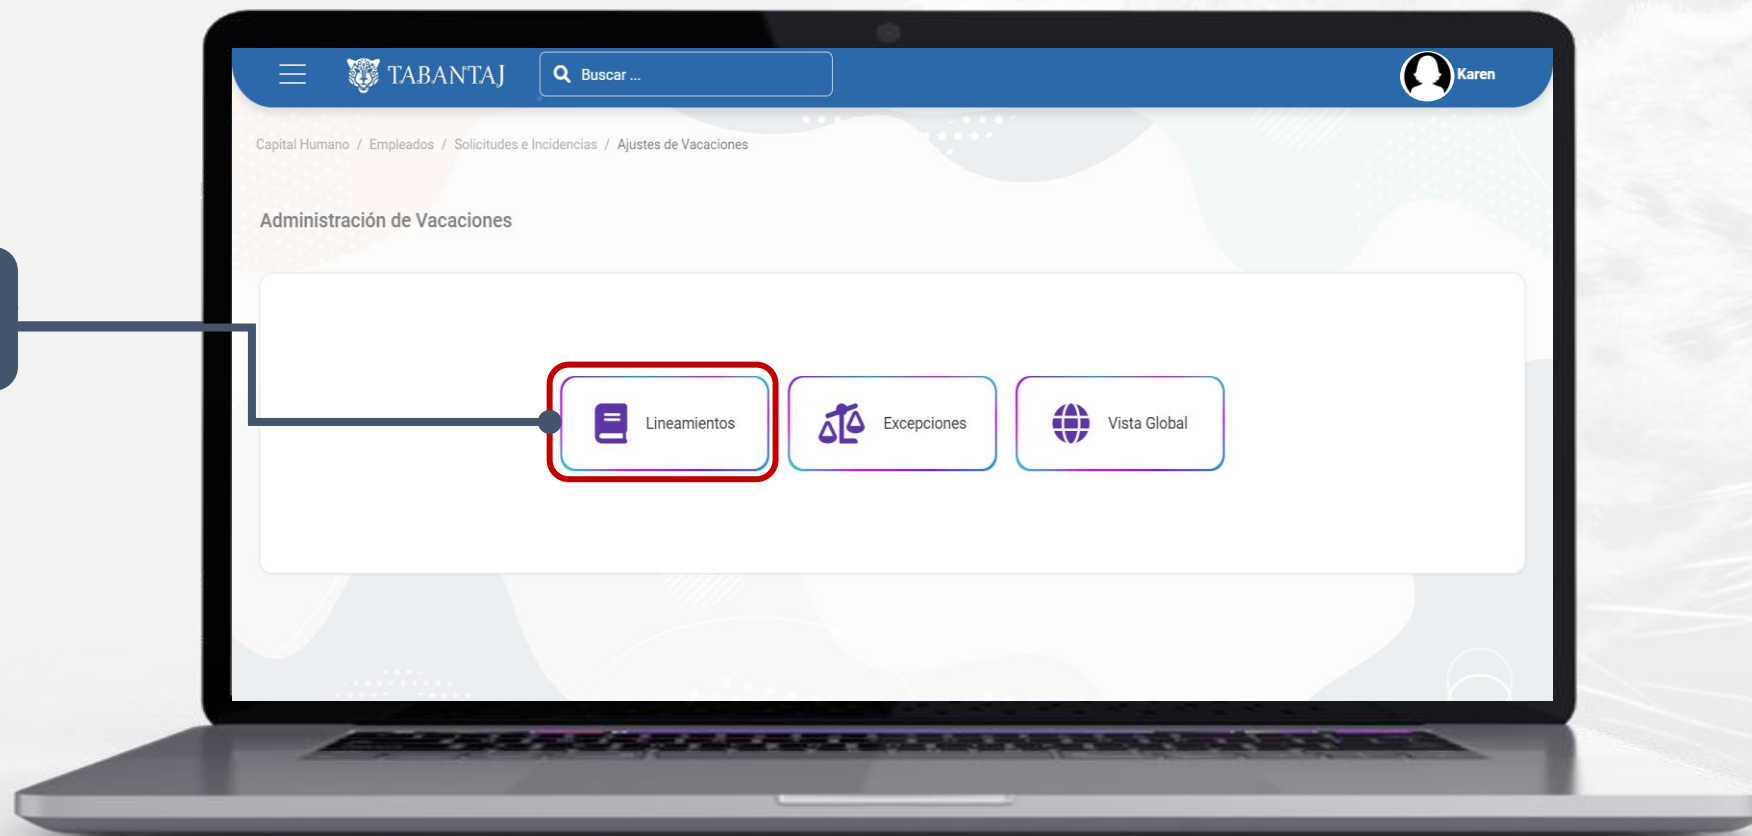 TABANTAJ
Buscar ...
Karen
Capital Humano / Empleados / Solicitudes e Incidencias / Ajustes de Vacaciones
Administración de Vacaciones
Lineamientos
Excepciones
Vista Global